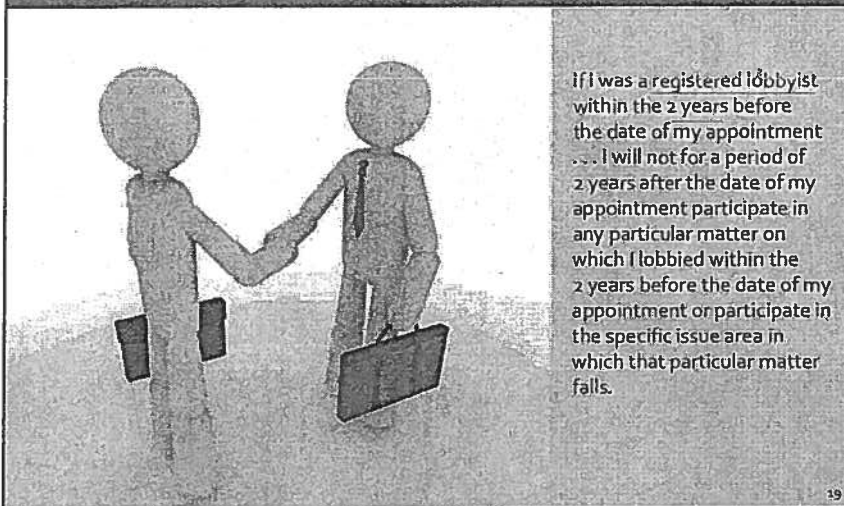 If I was a registered lobbyist
within the 2 years before
the date of my appointment
... I will not for a period of
2 years after the date of my
appointment participate in
any particular matter on
which I lobbied within the
2 years before the date of my
appointment or participate in
the specific issue area in
which that particular matter
falls.
19